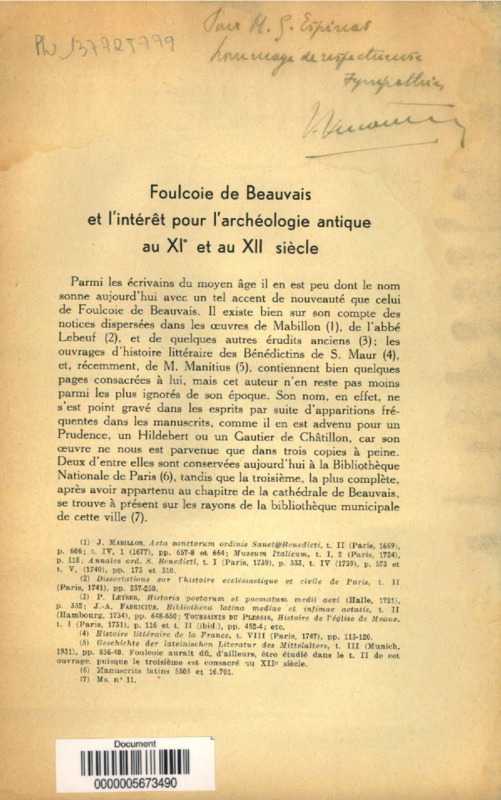 Ph 137725779
Pour M. G. Espinas
hommage de respectueuse
sympathie
Foulcoie de Beauvais
et l'intérêt pour l'archéologie antique
au XIᵉ et au XII siècle
Parmi les écrivains du moyen âge il en est peu dont le nom
sonne aujourd'hui avec un tel accent de nouveauté que celui
de Foulcoie de Beauvais. Il existe bien sur son compte des
notices dispersées dans les œuvres de Mabillon (1), de l'abbé
Lebeuf (2), et de quelques autres érudits anciens (3); les
ouvrages d'histoire littéraire des Bénédictins de S. Maur (4),
et, récemment, de M. Manitius (5), contiennent bien quelques
pages consacrées à lui, mais cet auteur n'en reste pas moins
parmi les plus ignorés de son époque. Son nom, en effet, ne
s'est point gravé dans les esprits par suite d'apparitions fré-
quentes dans les manuscrits, comme il en est advenu pour un
Prudence, un Hildebert ou un Gautier de Châtillon, car son
œuvre ne nous est parvenue que dans trois copies à peine.
Deux d'entre elles sont conservées aujourd'hui à la Bibliothèque
Nationale de Paris (6), tandis que la troisième, la plus complète,
après avoir appartenu au chapitre de la cathédrale de Beauvais,
se trouve à présent sur les rayons de la bibliothèque municipale
de cette ville (7).
(1) J. MABILLON, Acta sanctorum ordinis Sanct@Benedicti, t. II (Paris, 1669),
p. 606; t. IV, 1 (1677), pp. 657-8 et 664; Museum Italicum, t. I, 2 (Paris, 1724),
p. 116; Annales ord. S. Benedicti, t. I (Paris, 1739), p. 333, t. IV (1739), p. 573 et
t. V, (1740), pp. 175 et 310.
(2) Dissertations sur l'histoire ecclésiastique et civile de Paris, t. II
(Paris, 1741), pp. 237-250.
(3) P. LEYSER, Historia poetarum et poematum medii aevi (Halle, 1721),
p. 352; J.-A. FABRICIUS, Bibliotheca latina mediae et infimae aetatis, t. II
(Hambourg, 1734), pp. 648-650; TOUSSAINTS DU PLESSIS, Histoire de l'église de Meaux,
t. I (Paris, 1731), p. 116 et t. II (ibid.), pp. 452-4; etc.
(4) Histoire littéraire de la France, t. VIII (Paris, 1747), pp. 113-120.
(5) Geschichte der lateinischen Literatur des Mittelalters, t. III (Munich,
1931), pp. 836-40. Foulcoie aurait dû, d'ailleurs, être étudié dans le t. II de cet
ouvrage, puisque le troisième est consacré au XIIᵉ siècle.
(6) Manuscrits latins 5305 et 16.701.
(7) Ms. n° 11.
Document
0000005673490